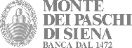 MONTE
DEI PASCHI
DI SIENA
BANCA DAL 1472